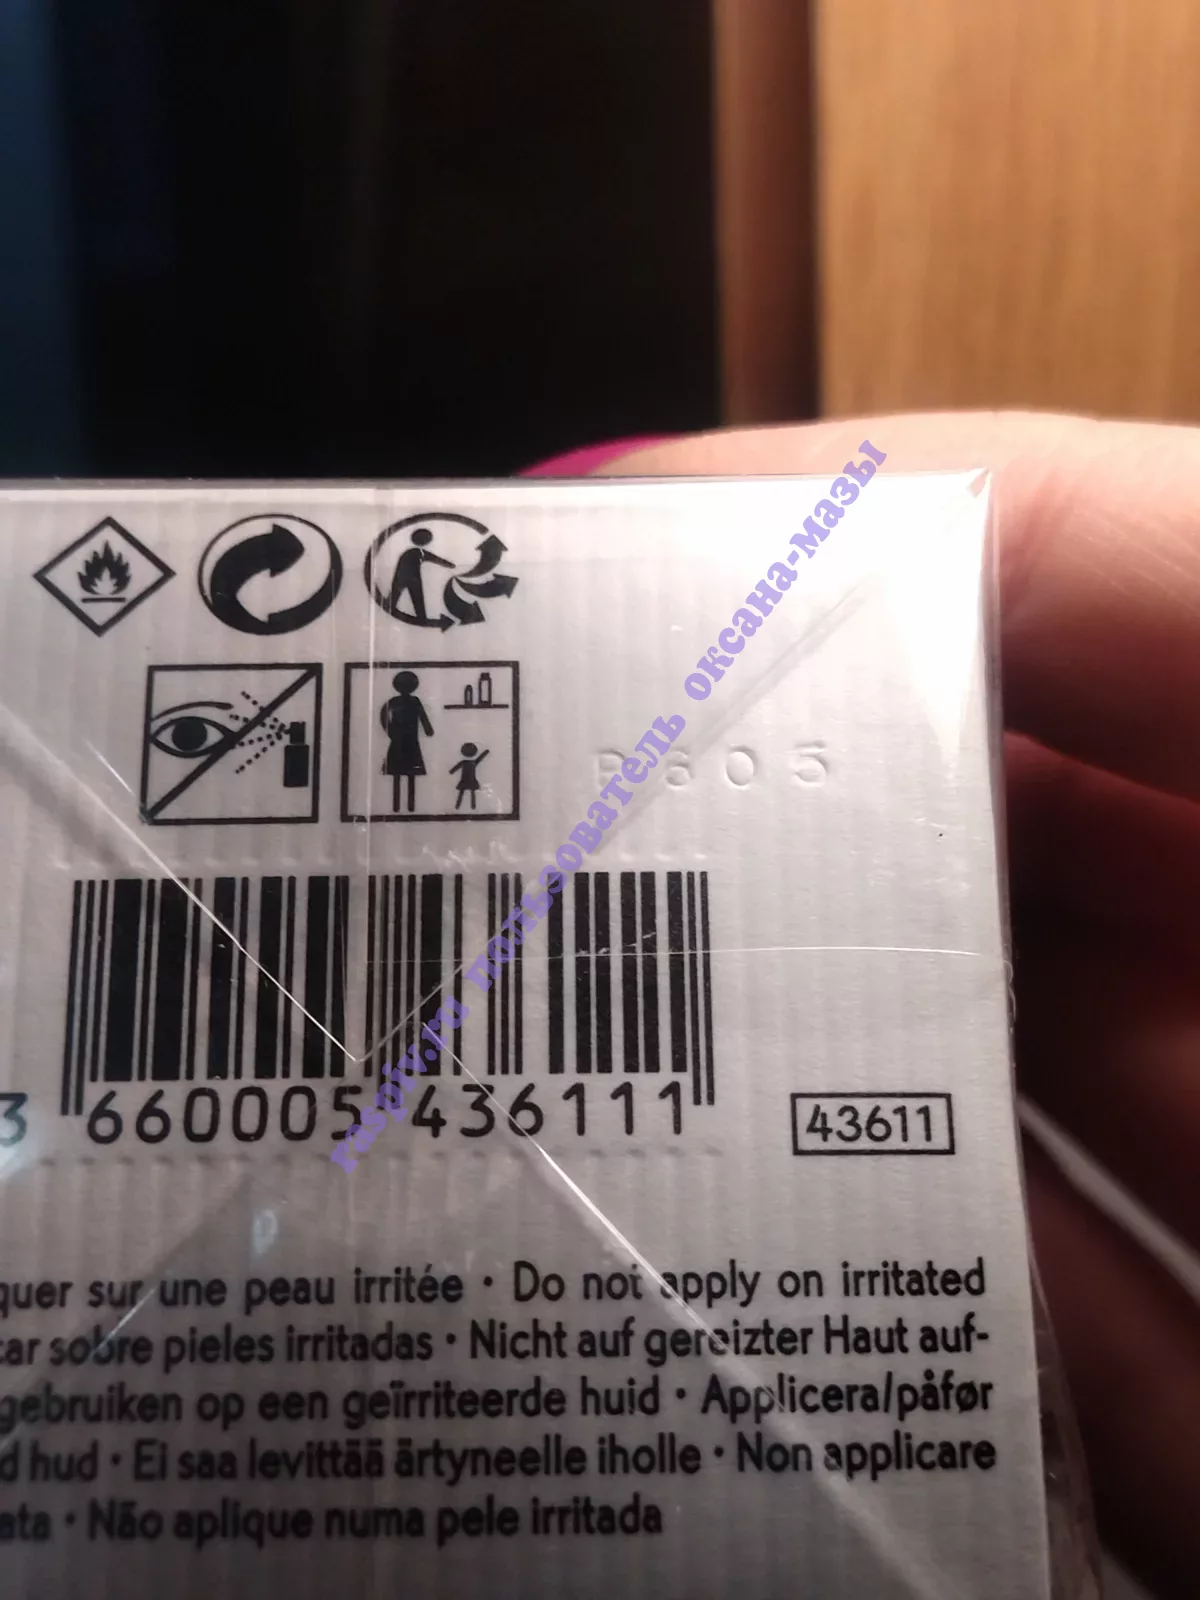 P605
3 660005 436111
43611
quer sur une peau irritée • Do not apply on irritated
car sobre pieles irritadas • Nicht auf gereizter Haut auf-
gebruiken op een geïrriteerde huid • Applicera/påfør
d hud • Ei saa levittää ärtyneelle iholle • Non applicare
ata • Não aplique numa pele irritada
raspiv.ru пользователь оксана-мазы